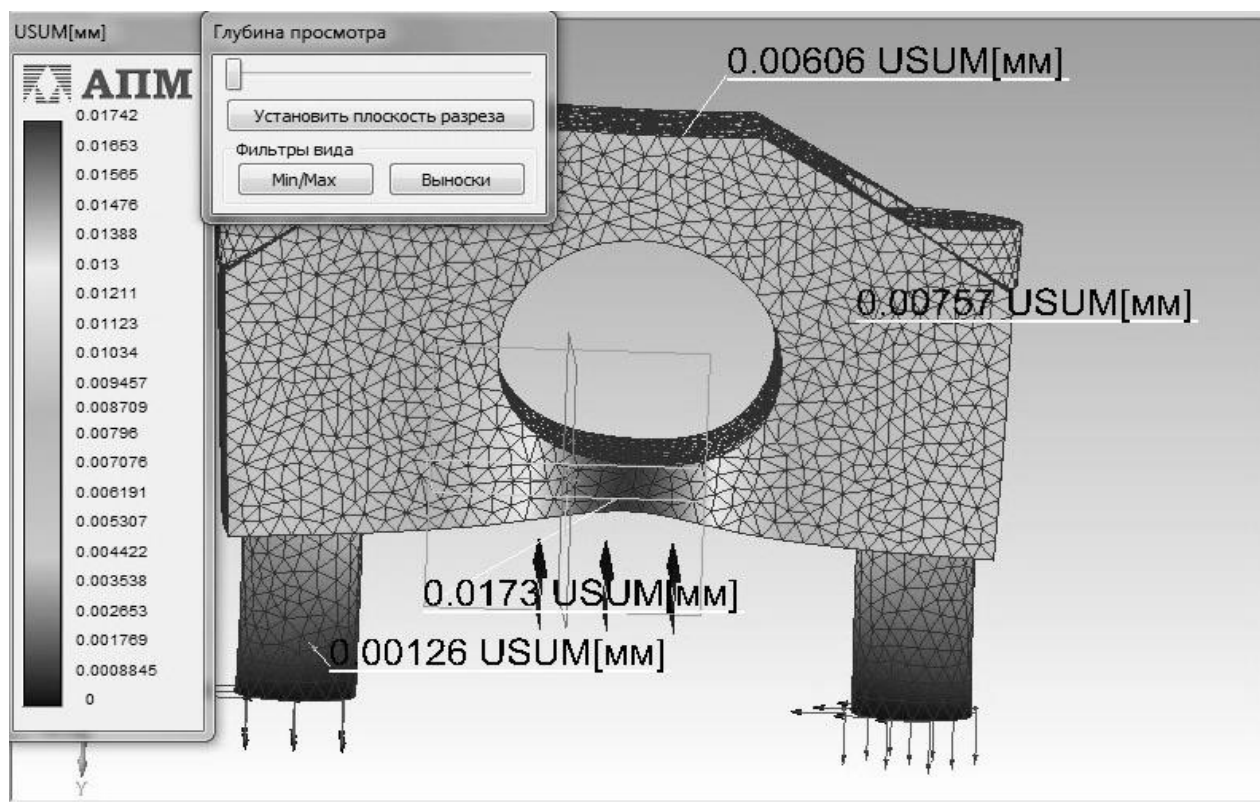 USUM[мм]
АПМ
0.01742
0.01653
0.01565
0.01476
0.01388
0.013
0.01211
0.01123
0.01034
0.009457
0.008709
0.00796
0.007076
0.006191
0.005307
0.004422
0.003538
0.002653
0.001769
0.0008845
0
Глубина просмотра
Установить плоскость разреза
Фильтры вида
Min/Max
Выноски
0.00606 USUM[мм]
0.00757 USUM[мм]
0.0173 USUM[мм]
0.00126 USUM[мм]
Y